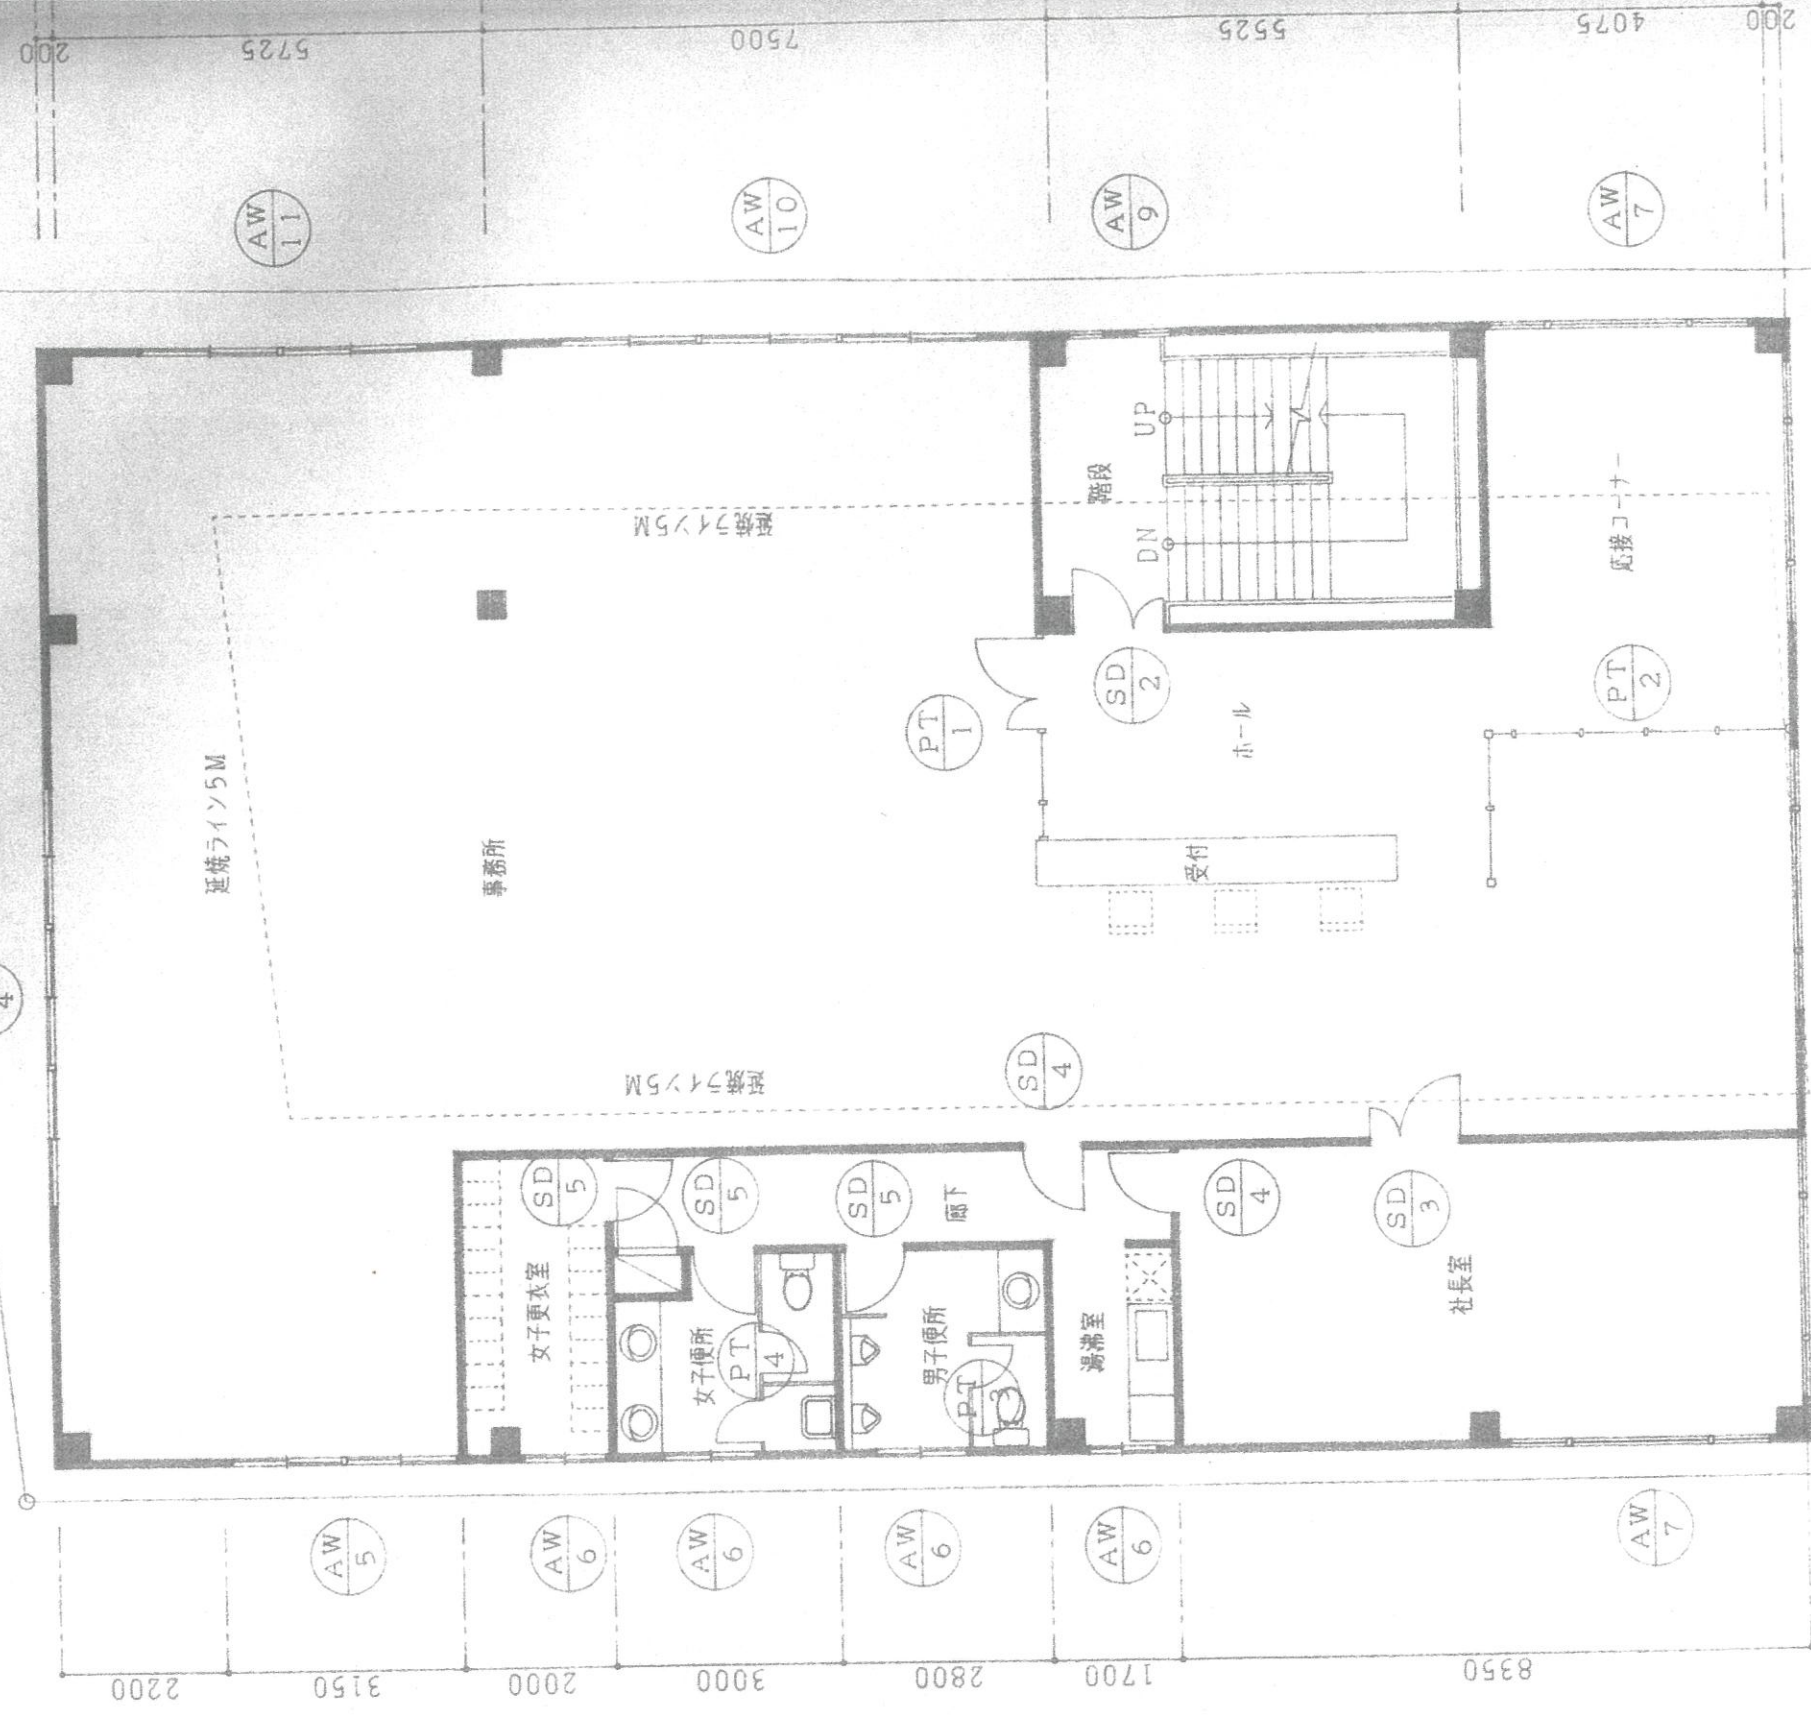 200
5725
7500
5525
4075
200
AW
11
AW
10
AW
9
AW
7
UP
階段
DN
延焼ライン5M
応接コーナー
延焼ライン5M
事務所
PT
1
SD
2
PT
2
ホール
受付
4
延焼ライン5M
SD
4
SD
5
SD
5
SD
5
廊下
SD
4
SD
3
女子更衣室
女子便所
PT
4
男子便所
PT
3
湯沸室
社長室
AW
5
AW
6
AW
6
AW
6
AW
6
AW
7
2200
3150
2000
3000
2800
1700
8350